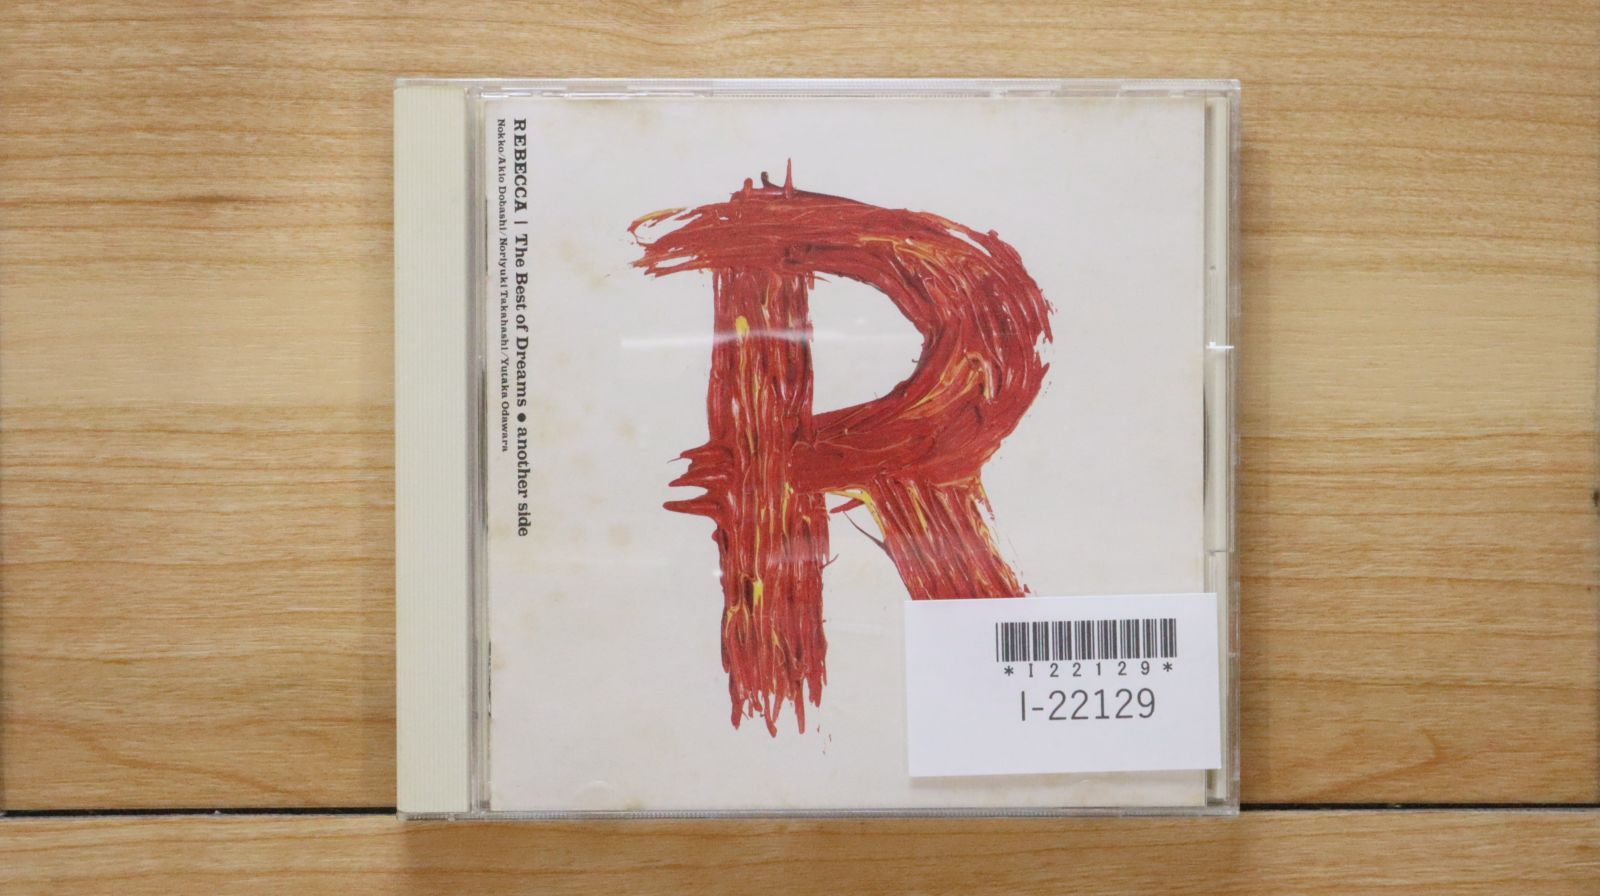 REBECCA | The Best of Dreams ● another side
Nokko/Akio Dobashi/Noriyuki Takahashi/Yutaka Odawara
R
*I22129*
I-22129